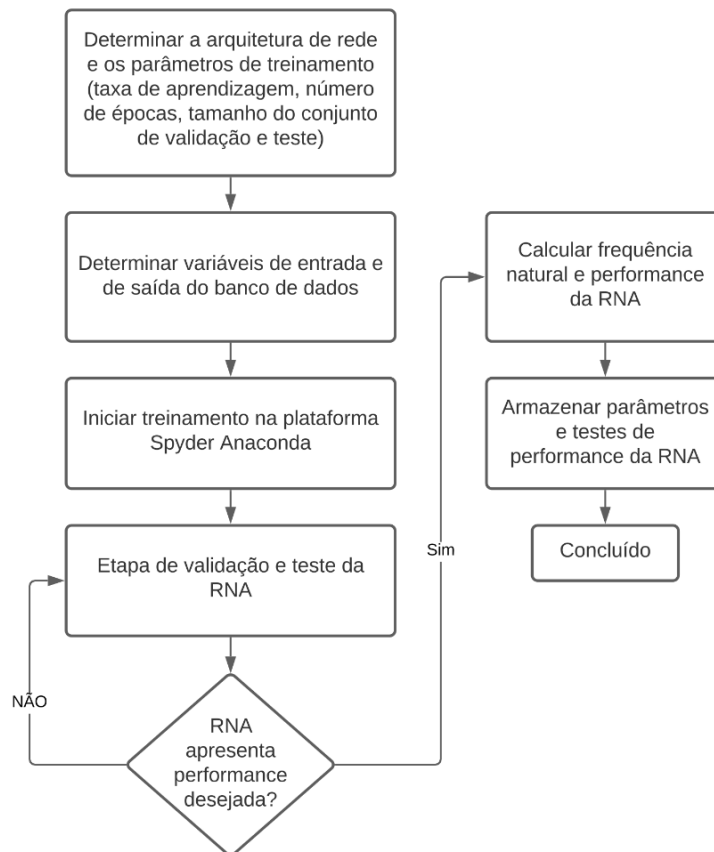 Determinar a arquitetura de rede
e os parâmetros de treinamento
(taxa de aprendizagem, número
de épocas, tamanho do conjunto
de validação e teste)
Determinar variáveis de entrada e
de saída do banco de dados
Iniciar treinamento na plataforma
Spyder Anaconda
Etapa de validação e teste da
RNA
NÃO
RNA
apresenta
performance
desejada?
Sim
Calcular frequência
natural e performance
da RNA
Armazenar parâmetros
e testes de
performance da RNA
Concluído